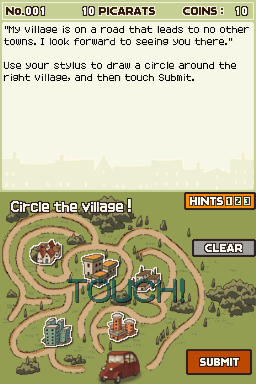 No.001 10 PICARATS COINS: 10
"My village is on a road that leads to no other
towns. I look forward to seeing you there."
Use your stylus to draw a circle around the
right village, and then touch Submit.
Circle the village!
HINTS 1 2 3
CLEAR
TOUCH!
SUBMIT